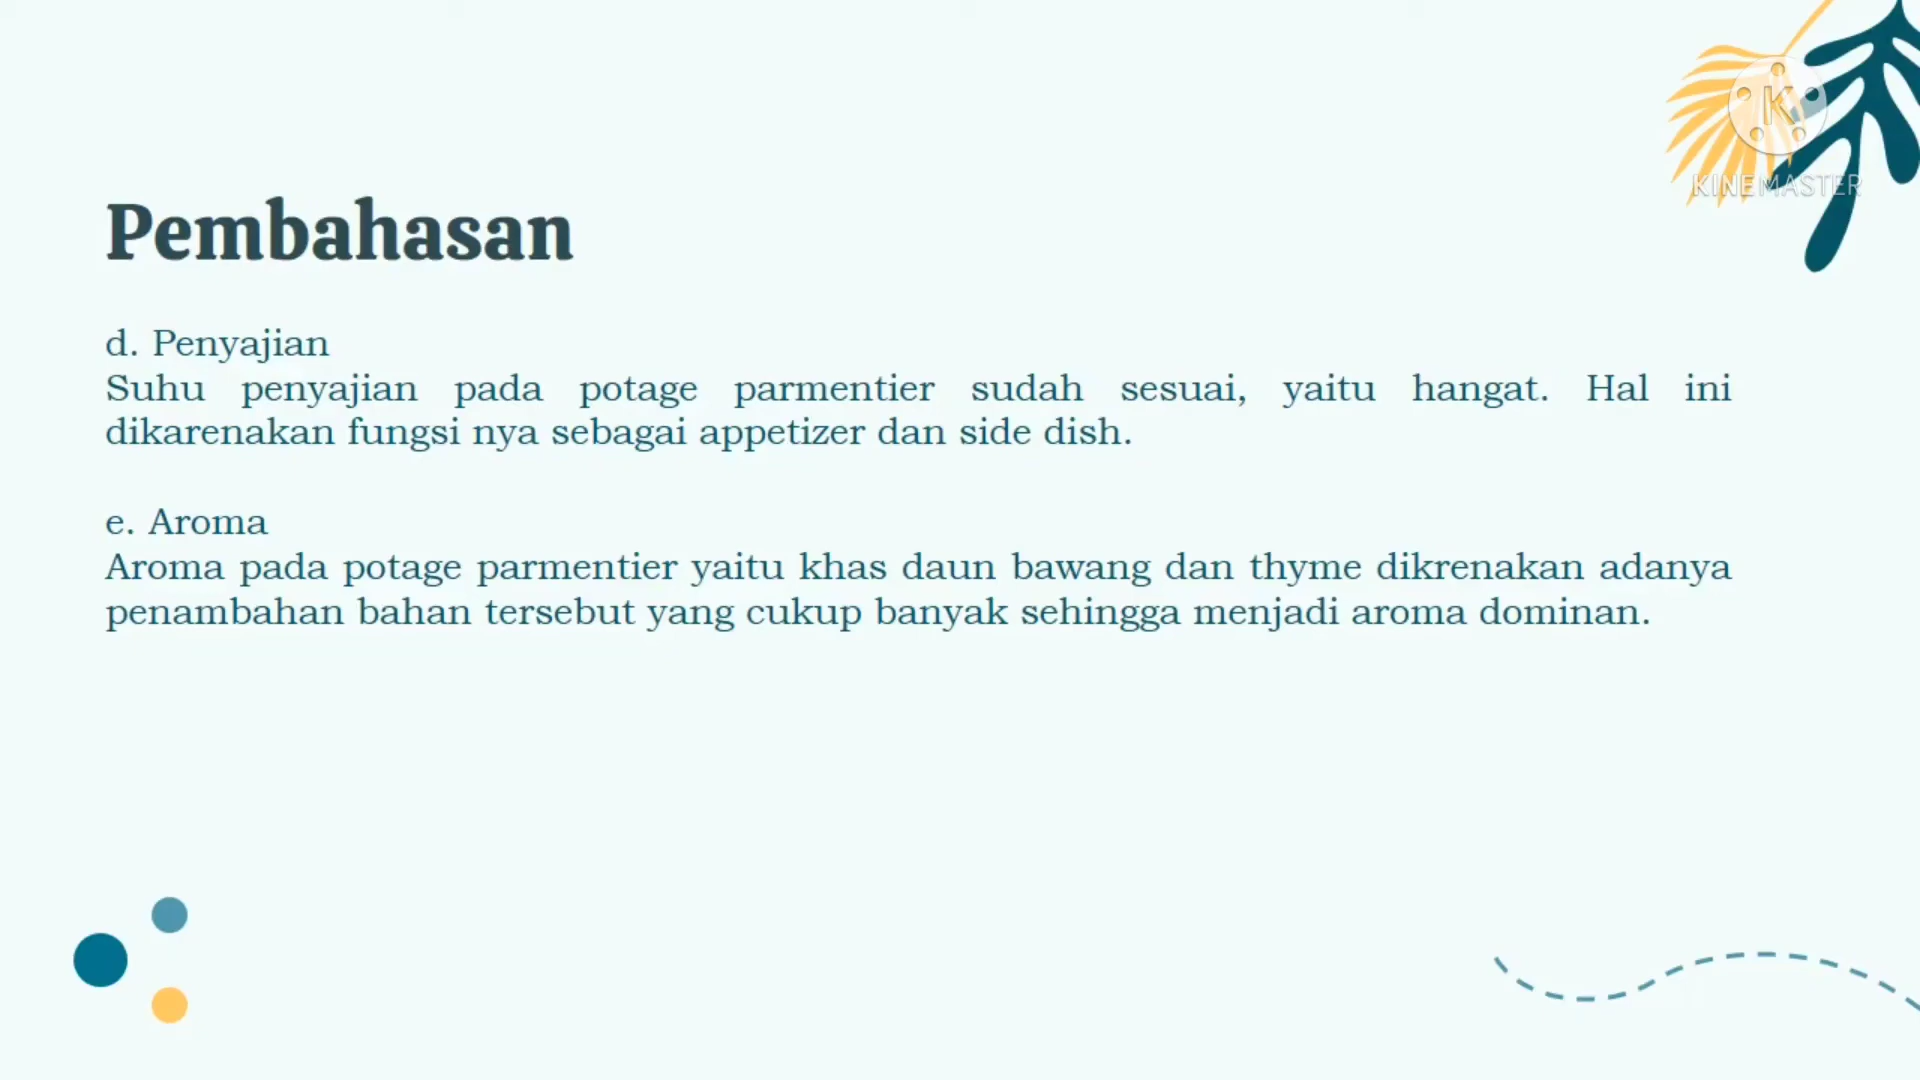 K
KINEMASTER
Pembahasan
d. Penyajian
Suhu penyajian pada potage parmentier sudah sesuai, yaitu hangat. Hal ini
dikarenakan fungsi nya sebagai appetizer dan side dish.
e. Aroma
Aroma pada potage parmentier yaitu khas daun bawang dan thyme dikrenakan adanya
penambahan bahan tersebut yang cukup banyak sehingga menjadi aroma dominan.